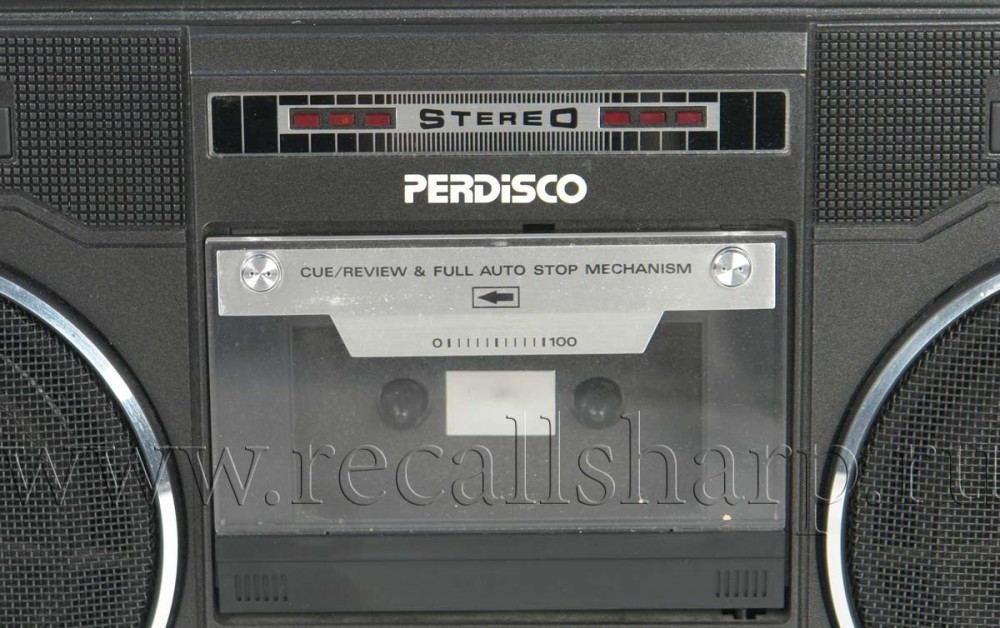 STEREO
PERDiSCO
CUE/REVIEW & FULL AUTO STOP MECHANISM
0 100
www.recallsharp.ru